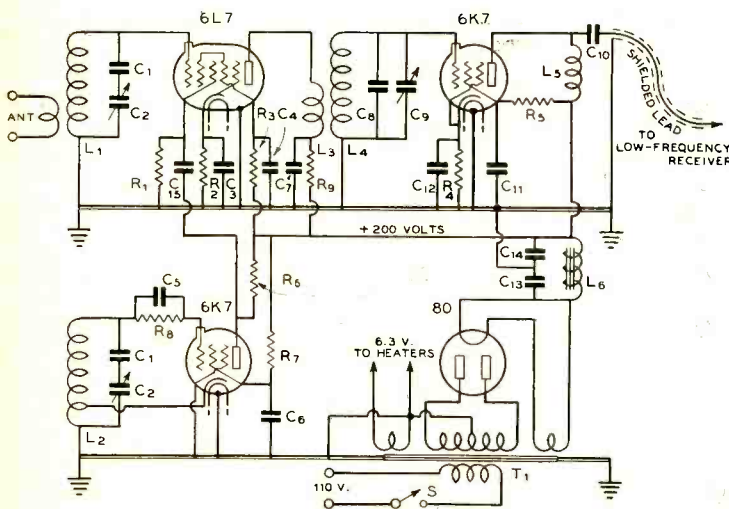 6L7
6K7
C10
C1
L5
ANT
C2
R3
C4
C8
C9
R5
SHIELDED LEAD
TO
LOW-FREQUENCY
RECEIVER
L1
L3
L4
R1
C15
R2
C3
C7
R9
C12
R4
C11
+ 200 VOLTS
C14
C13
L6
C5
6K7
R6
80
R8
6.3 V.
TO HEATERS
C1
R7
C2
C6
L2
T1
110 V.
S